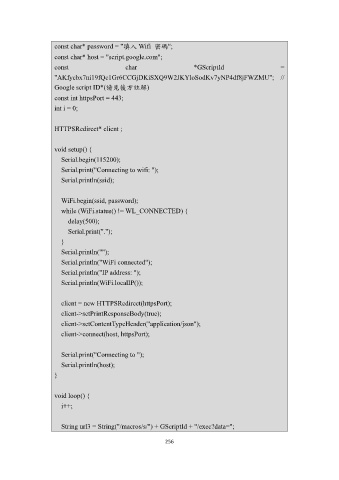 const char* password = "填入 Wifi 密碼";
const char* host = "script.google.com";
const char *GScriptId =
"AKfycbx7ui19fQe1Gr6CCGjDKiSXQ9W2JKYIoSodKv7yNP4df8jFWZMU"; //
Google script ID*(請見後方註解)
const int httpsPort = 443;
int i = 0;
HTTPSRedirect* client ;
void setup() {
Serial.begin(115200);
Serial.print("Connecting to wifi: ");
Serial.println(ssid);
WiFi.begin(ssid, password);
while (WiFi.status() != WL_CONNECTED) {
delay(500);
Serial.print(".");
}
Serial.println("");
Serial.println("WiFi connected");
Serial.println("IP address: ");
Serial.println(WiFi.localIP());
client = new HTTPSRedirect(httpsPort);
client->setPrintResponseBody(true);
client->setContentTypeHeader("application/json");
client->connect(host, httpsPort);
Serial.print("Connecting to ");
Serial.println(host);
}
void loop() {
i++;
String url3 = String("/macros/s/") + GScriptId + "/exec?data=";
256